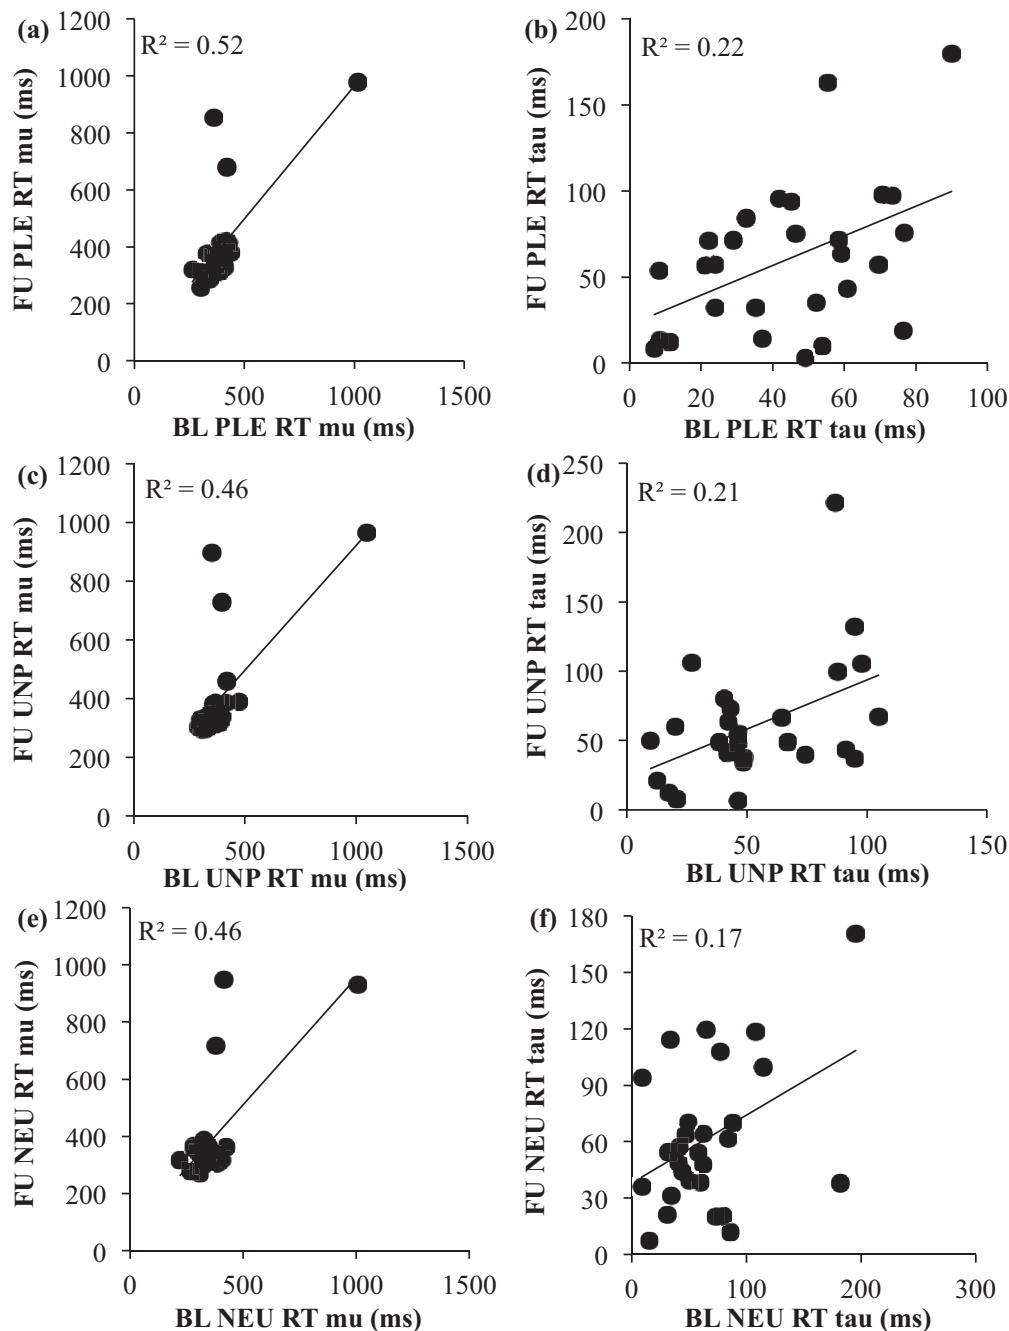 (a)
R² = 0.52
FU PLE RT mu (ms)
1200
1000
800
600
400
200
0
0 500 1000 1500
BL PLE RT mu (ms)
(b)
R² = 0.22
FU PLE RT tau (ms)
200
150
100
50
0
0 20 40 60 80 100
BL PLE RT tau (ms)
(c)
R² = 0.46
FU UNP RT mu (ms)
1200
1000
800
600
400
200
0
0 500 1000 1500
BL UNP RT mu (ms)
(d)
R² = 0.21
FU UNP RT tau (ms)
250
200
150
100
50
0
0 50 100 150
BL UNP RT tau (ms)
(e)
R² = 0.46
FU NEU RT mu (ms)
1200
1000
800
600
400
200
0
0 500 1000 1500
BL NEU RT mu (ms)
(f)
R² = 0.17
FU NEU RT tau (ms)
180
150
120
90
60
30
0
0 100 200 300
BL NEU RT tau (ms)